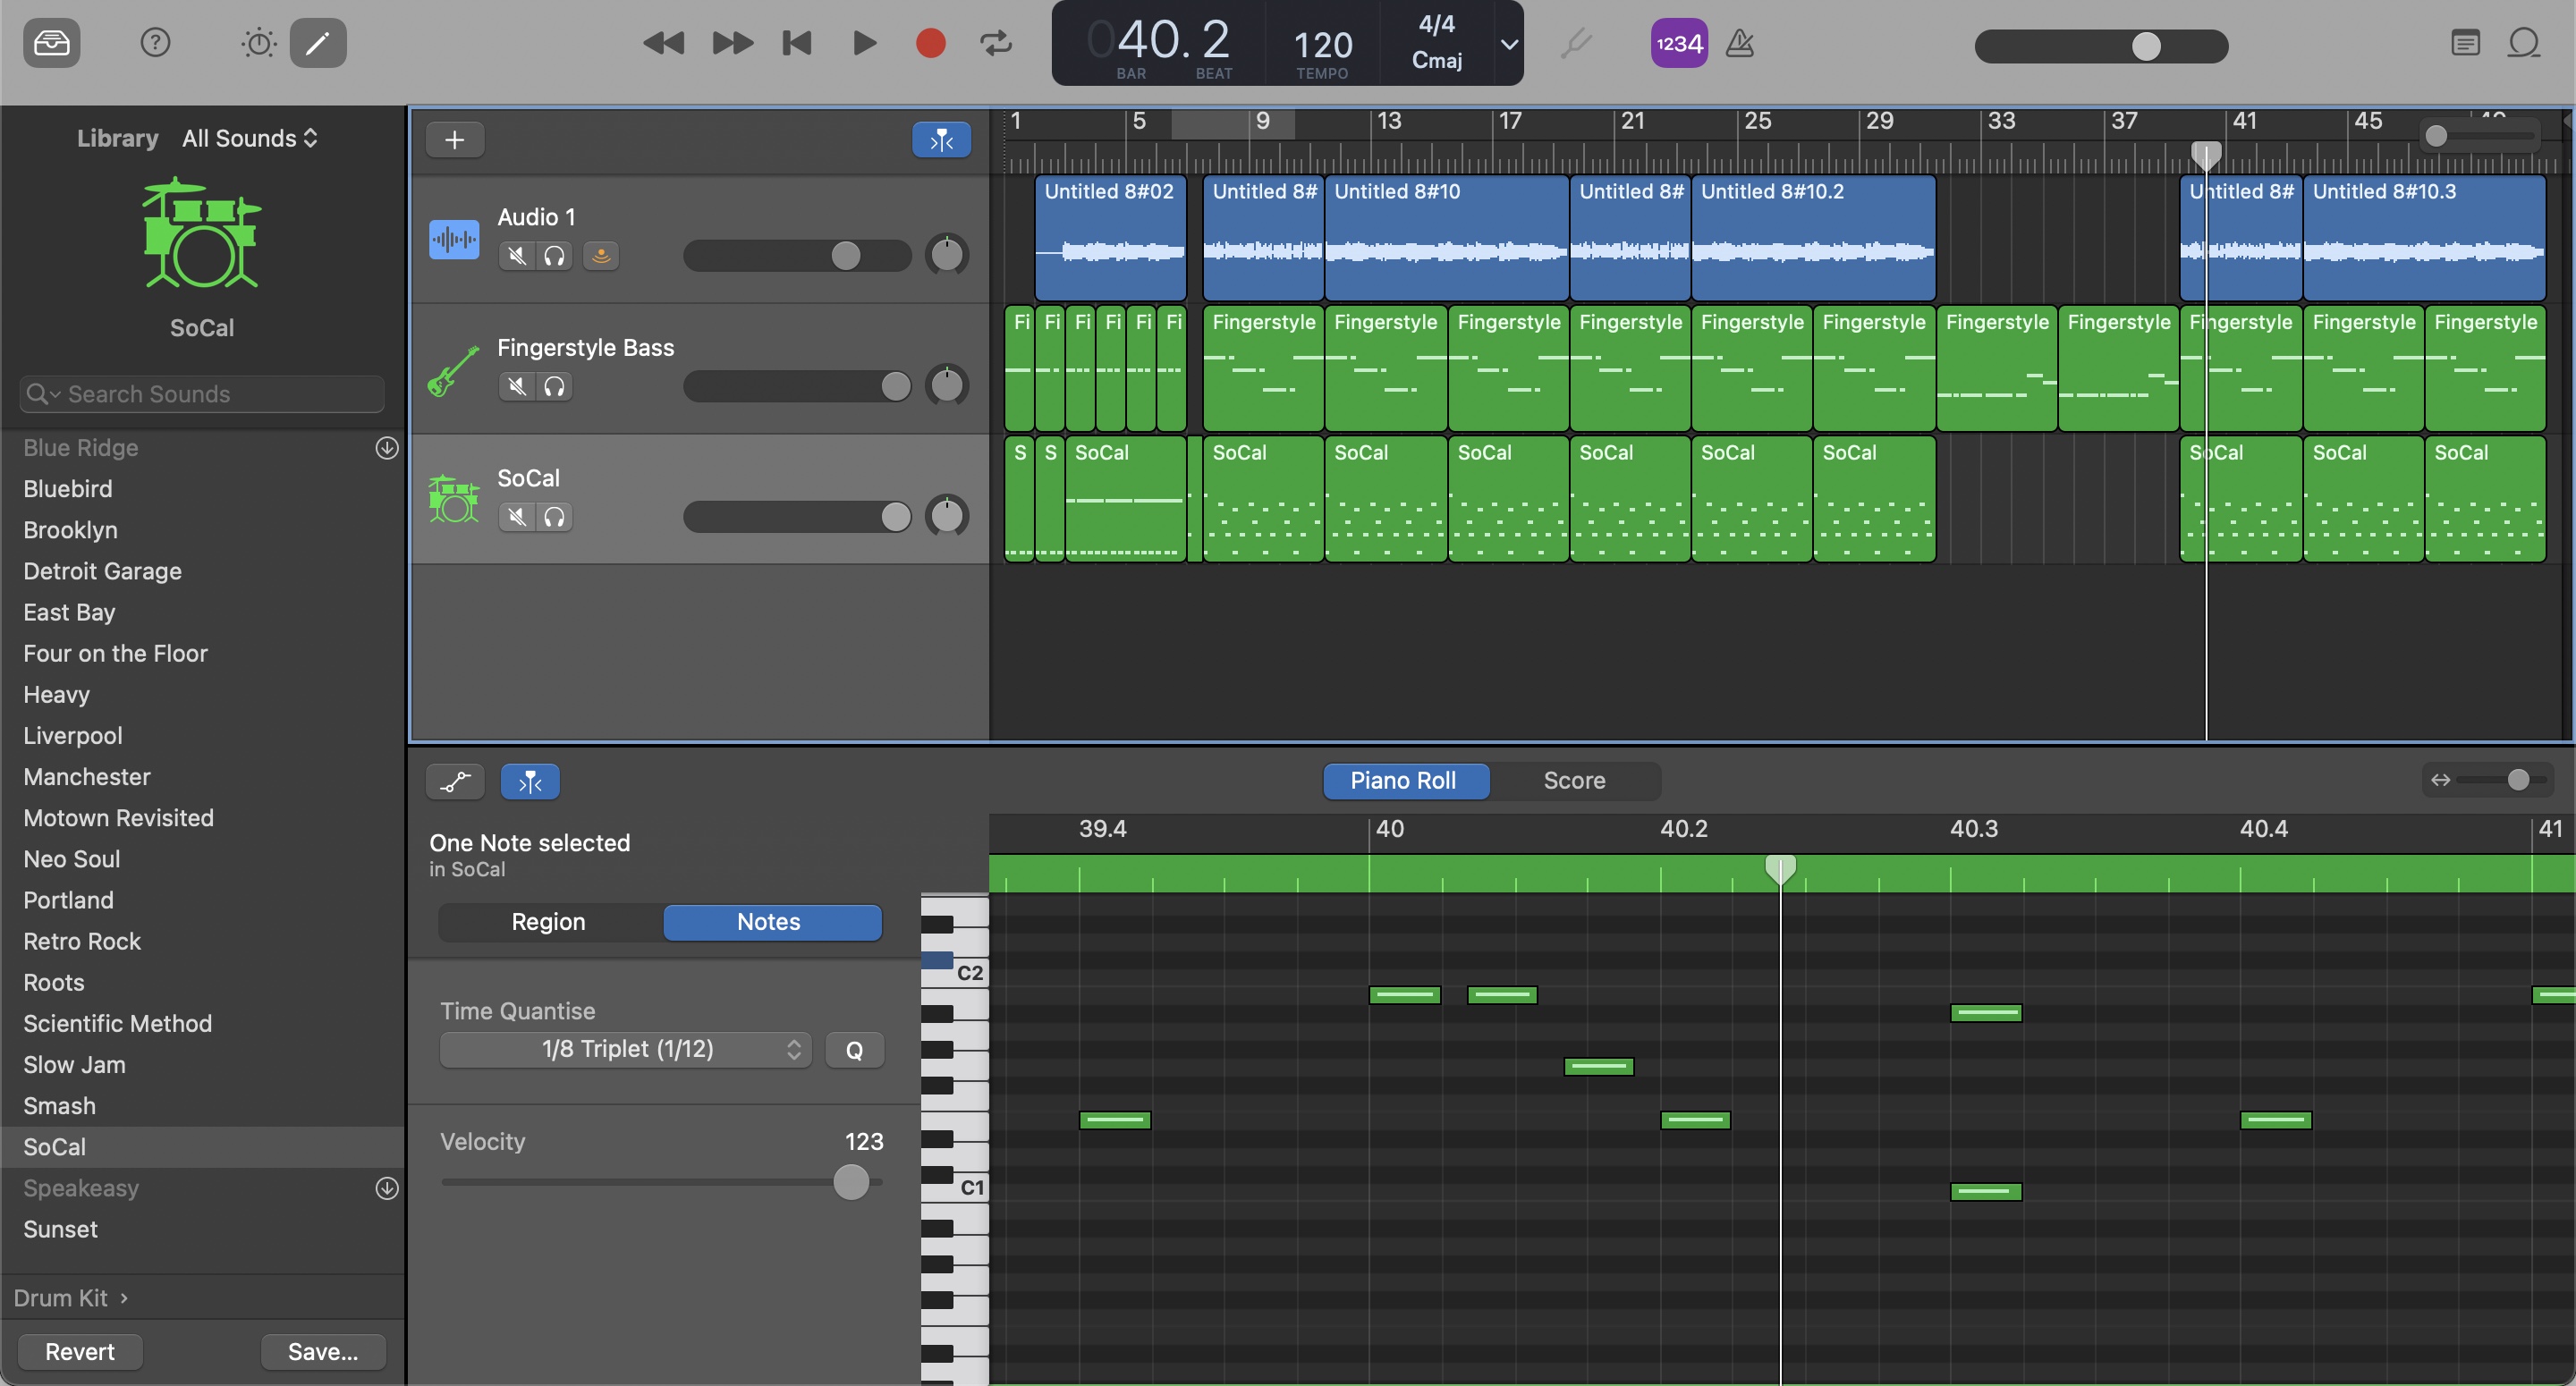 040.2
BAR BEAT
120
TEMPO
4/4
Cmaj
1234
Library All Sounds
SoCal
Search Sounds
Blue Ridge
Bluebird
Brooklyn
Detroit Garage
East Bay
Four on the Floor
Heavy
Liverpool
Manchester
Motown Revisited
Neo Soul
Portland
Retro Rock
Roots
Scientific Method
Slow Jam
Smash
SoCal
Speakeasy
Sunset
Drum Kit
Revert Save...
1 5 9 13 17 21 25 29 33 37 41 45
Audio 1
Untitled 8#02 Untitled 8# Untitled 8#10 Untitled 8# Untitled 8#10.2 Untitled 8# Untitled 8#10.3
Fingerstyle Bass
Fi Fi Fi Fi Fi Fi Fingerstyle Fingerstyle Fingerstyle Fingerstyle Fingerstyle Fingerstyle Fingerstyle Fingerstyle Fingerstyle Fingerstyle Fingerstyle
SoCal
S S SoCal SoCal SoCal SoCal SoCal SoCal SoCal SoCal SoCal SoCal
Piano Roll Score
39.4 40 40.2 40.3 40.4 41
One Note selected
in SoCal
Region Notes
Time Quantise
1/8 Triplet (1/12) Q
Velocity 123
C2
C1